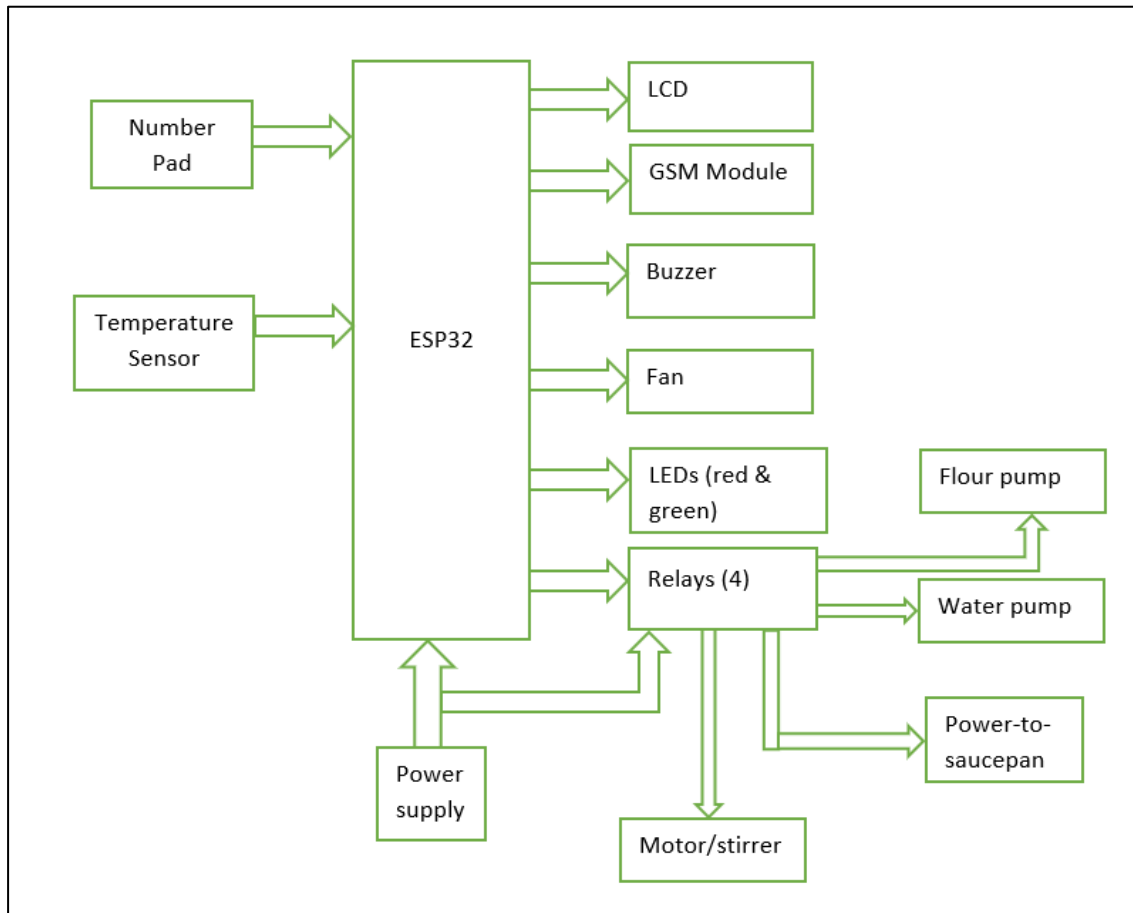 Number
Pad
Temperature
Sensor
ESP32
LCD
GSM Module
Buzzer
Fan
LEDs (red &
green)
Relays (4)
Flour pump
Water pump
Power-to-
saucepan
Power
supply
Motor/stirrer